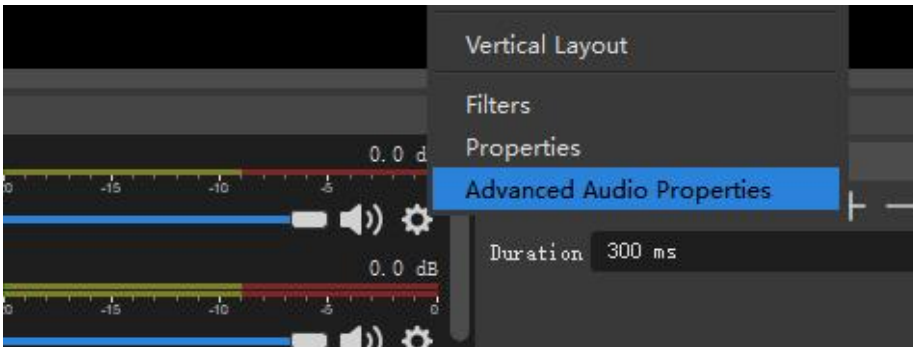 Vertical Layout
Filters
0.0 d
Properties
-15 -10 -5
Advanced Audio Properties
Duration 300 ms
0.0 dB
-15 -10 -5 0